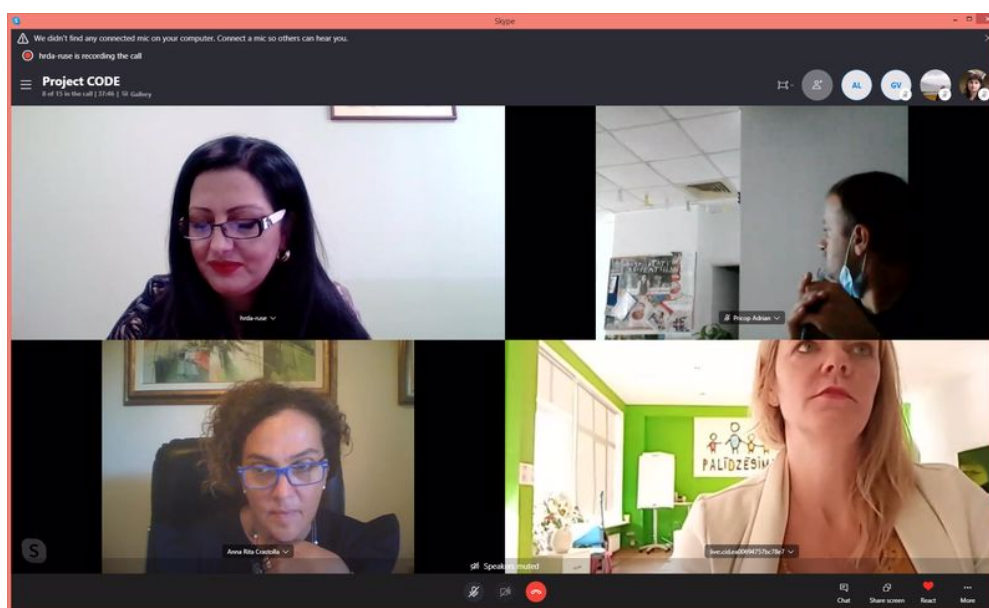 Skype
We didn't find any connected mic on your computer. Connect a mic so others can hear you.
hrda-ruse is recording the call
Project CODE
8 of 15 in the call | 37:46 | Gallery
AL
GV
hrda-ruse
Pricop Adrian
PALĪDZĒSIM
Anna Rita Crastolla
S
Speakers muted
Chat
Share screen
React
More